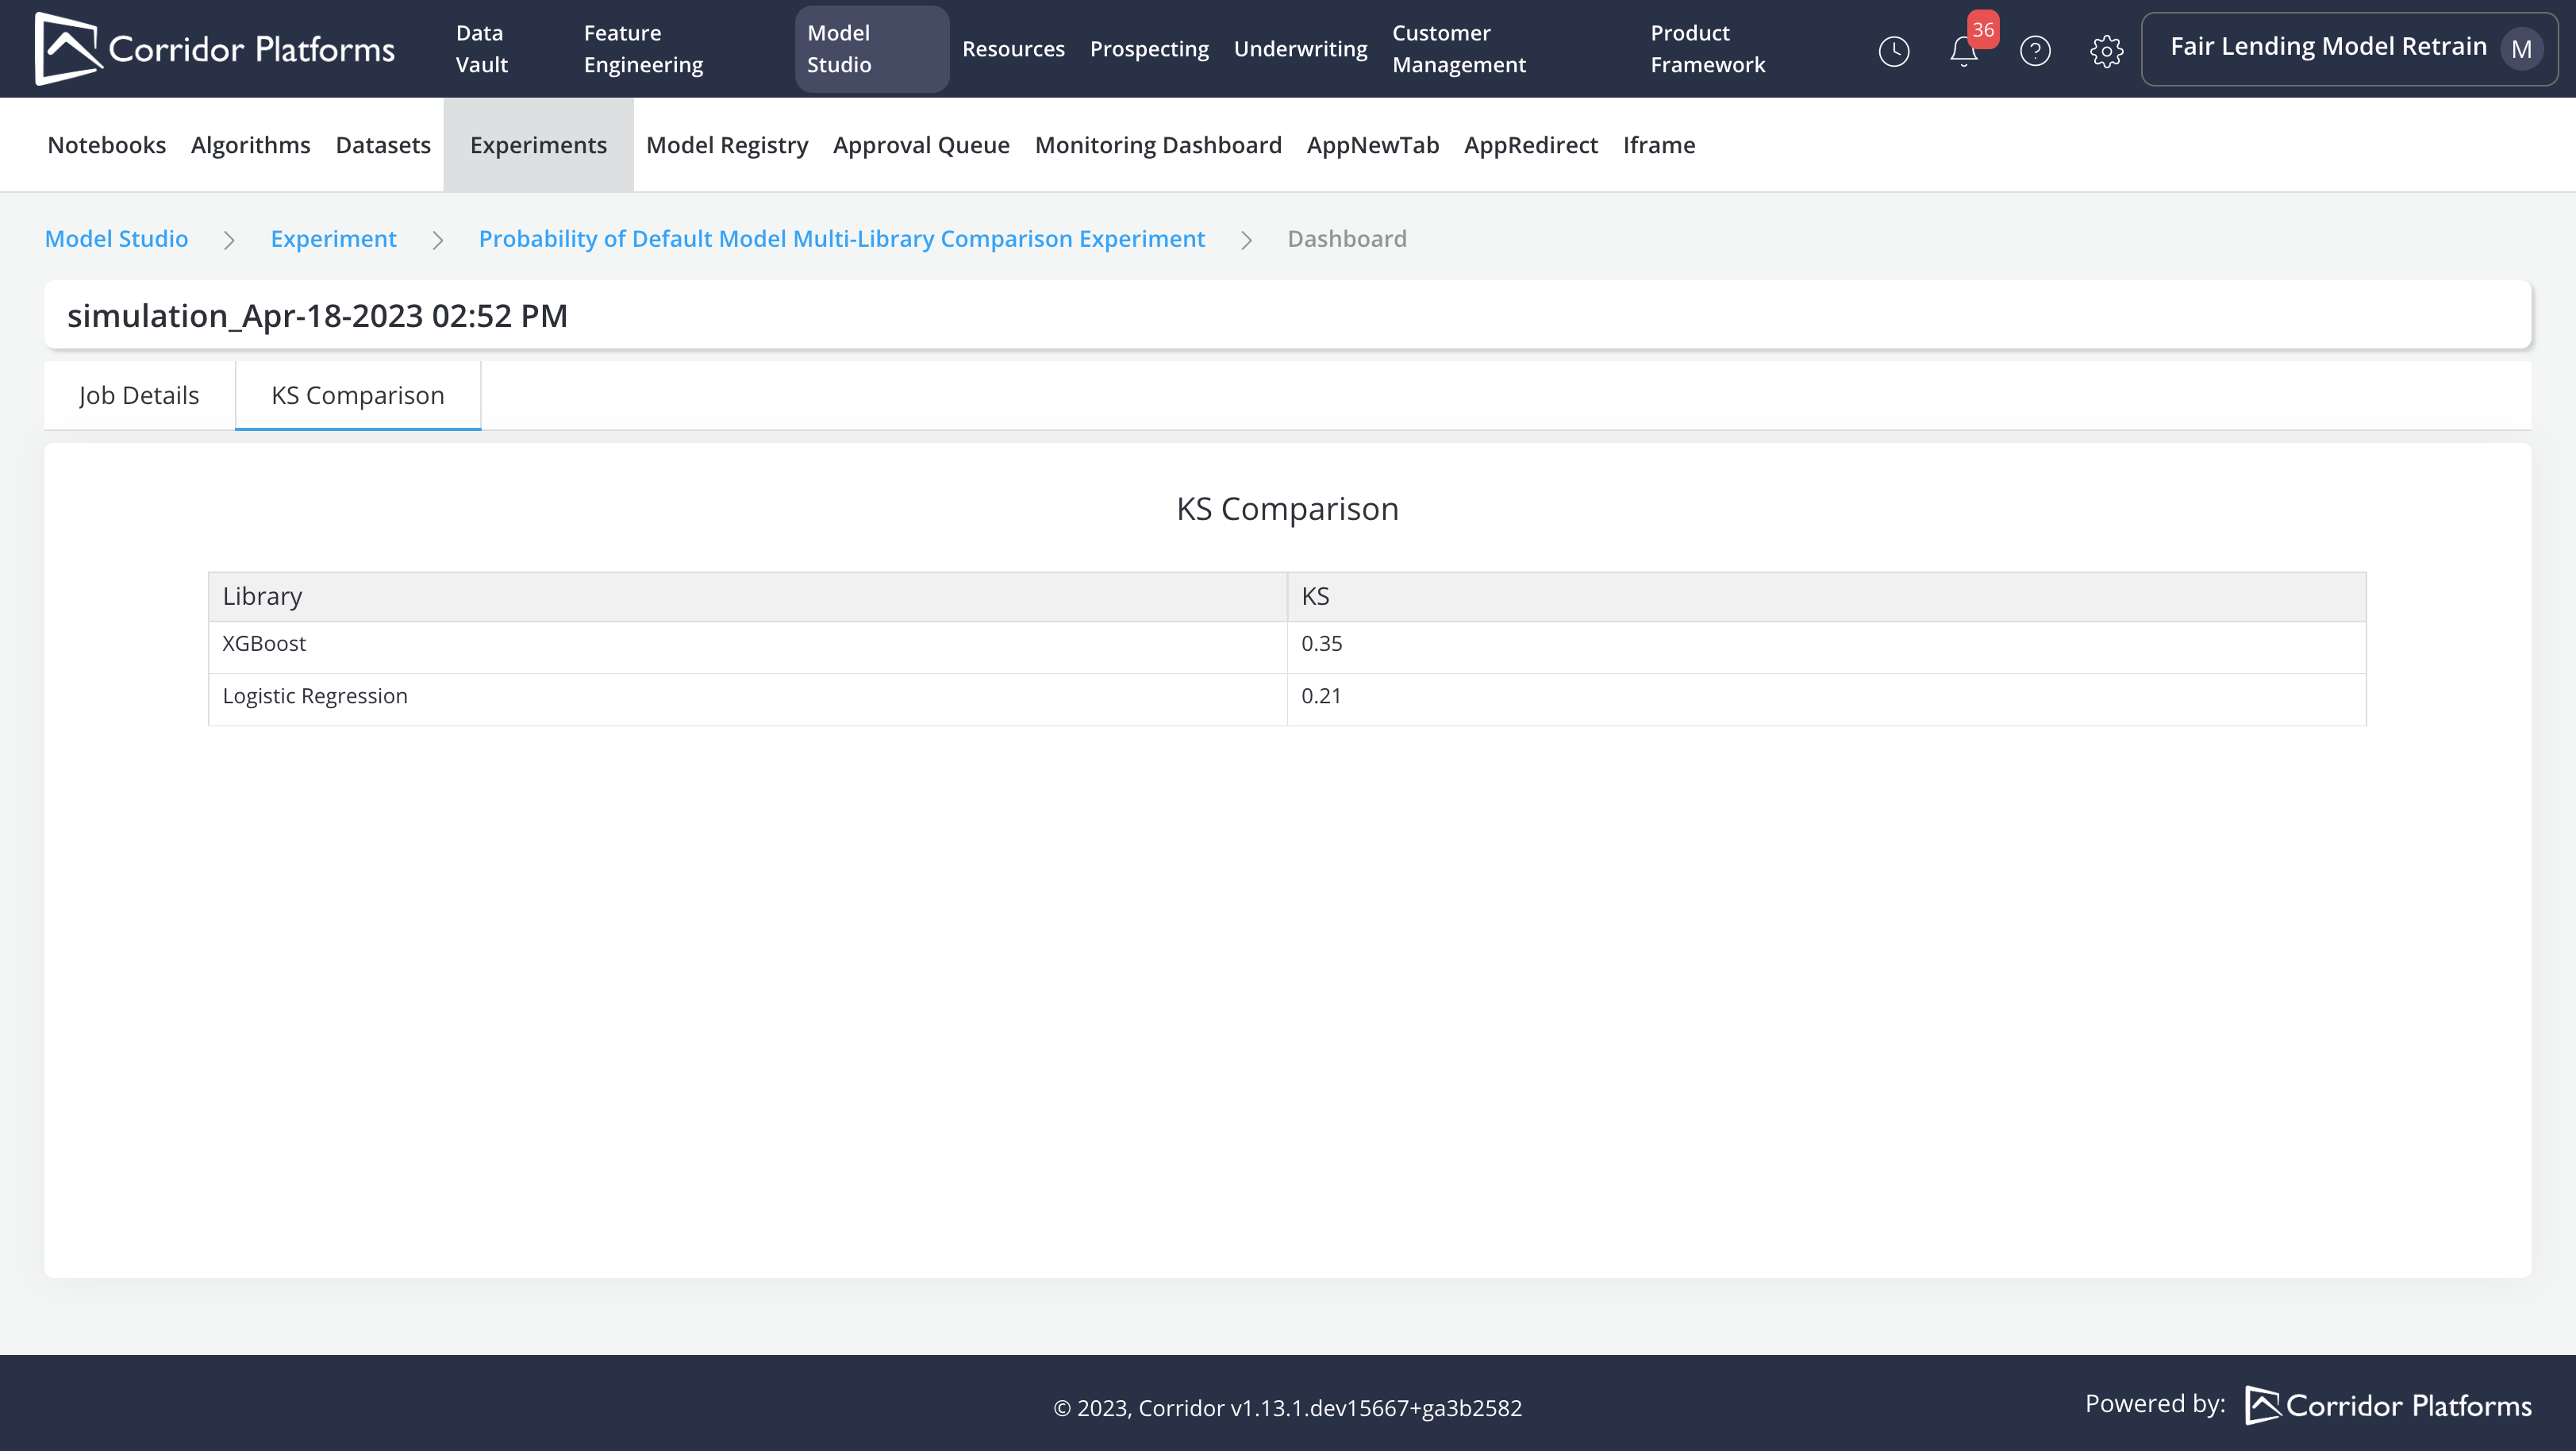 Corridor Platforms
Data Vault
Feature Engineering
Model Studio
Resources
Prospecting
Underwriting
Customer Management
Product Framework
36
Fair Lending Model Retrain M
Notebooks Algorithms Datasets Experiments Model Registry Approval Queue Monitoring Dashboard AppNewTab AppRedirect Iframe
Model Studio > Experiment > Probability of Default Model Multi-Library Comparison Experiment > Dashboard
simulation_Apr-18-2023 02:52 PM
Job Details KS Comparison
KS Comparison
Library KS
XGBoost 0.35
Logistic Regression 0.21
© 2023, Corridor v1.13.1.dev15667+ga3b2582
Powered by: Corridor Platforms